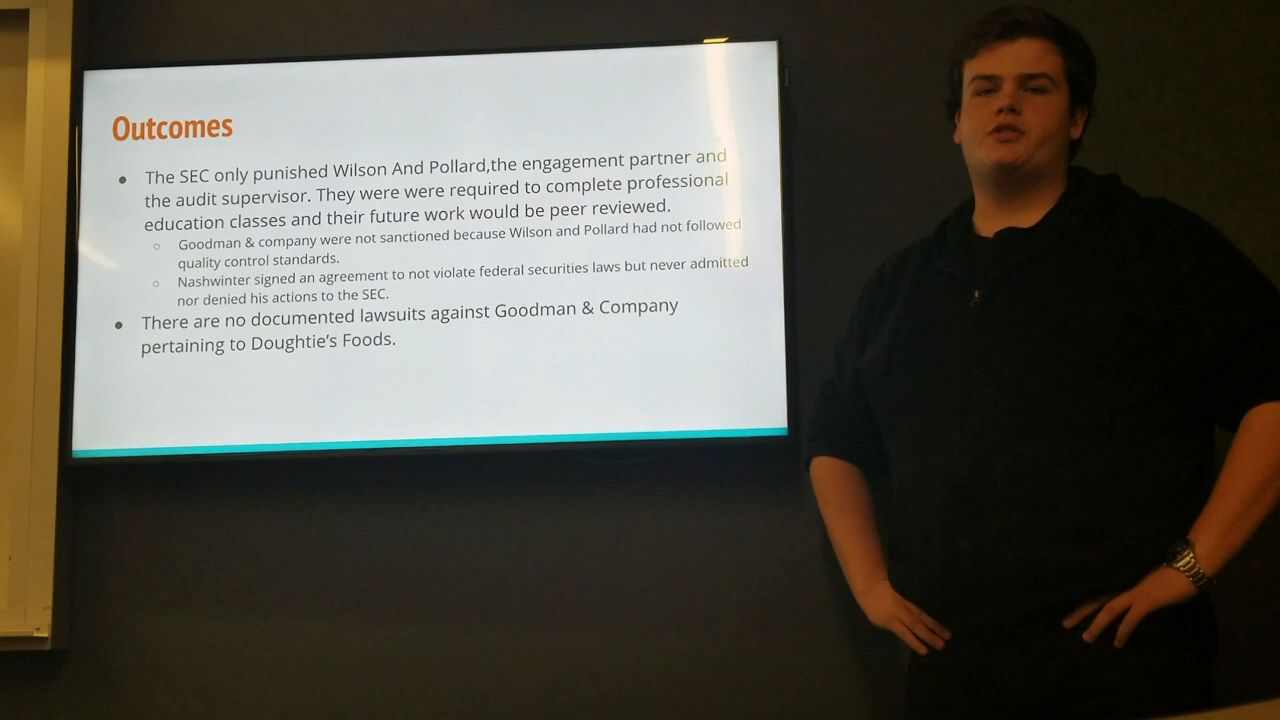 Outcomes
The SEC only punished Wilson And Pollard,the engagement partner and
the audit supervisor. They were were required to complete professional
education classes and their future work would be peer reviewed.
Goodman & company were not sanctioned because Wilson and Pollard had not followed
quality control standards.
Nashwinter signed an agreement to not violate federal securities laws but never admitted
nor denied his actions to the SEC.
There are no documented lawsuits against Goodman & Company
pertaining to Doughtie's Foods.